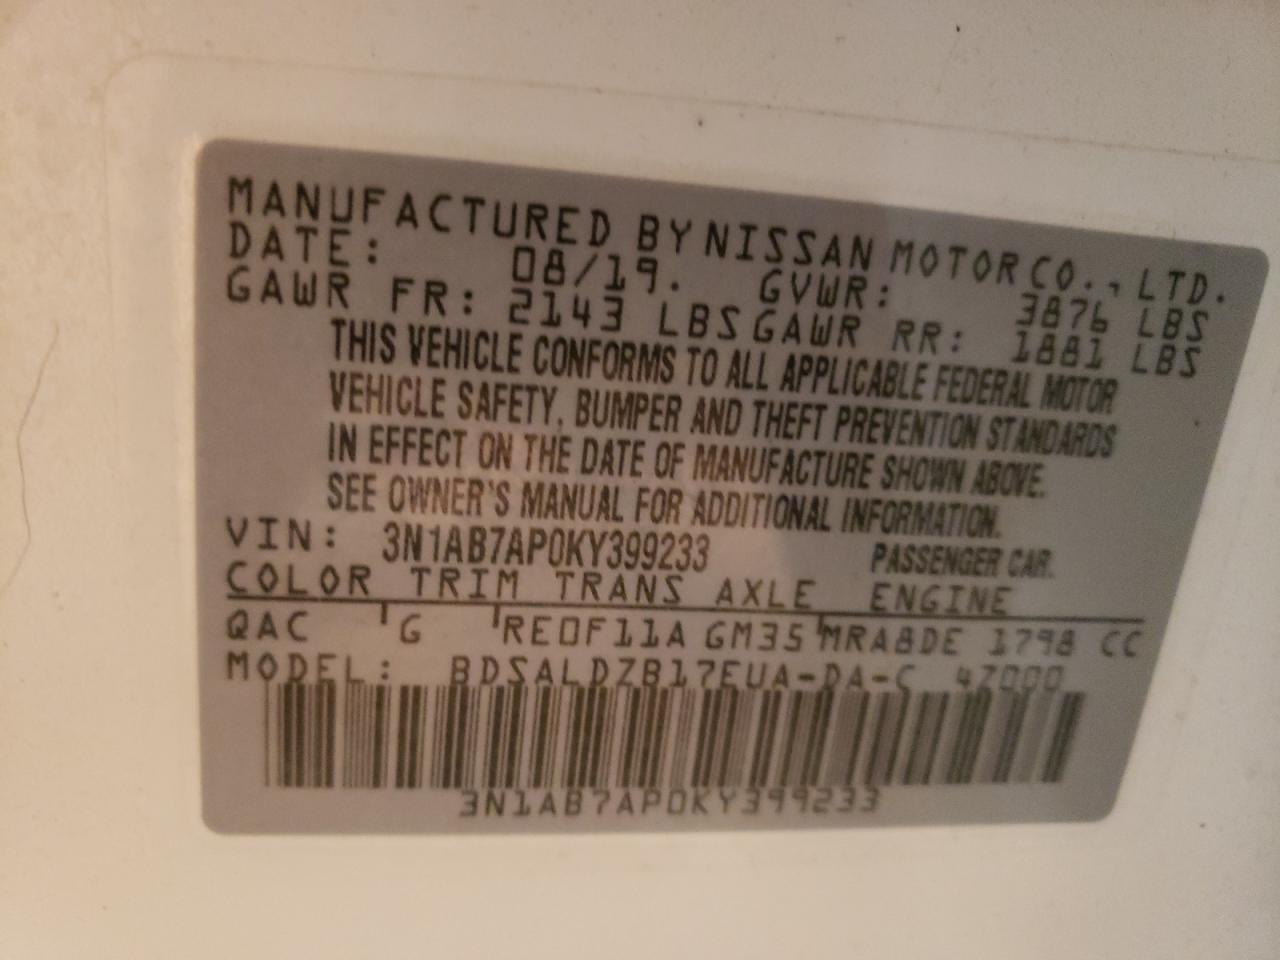 MANUFACTURED BY NISSAN MOTOR CO., LTD.
DATE: 08/19. GVWR: 3876 LBS
GAWR FR: 2143 LBS GAWR RR: 1881 LBS
THIS VEHICLE CONFORMS TO ALL APPLICABLE FEDERAL MOTOR
VEHICLE SAFETY, BUMPER AND THEFT PREVENTION STANDARDS
IN EFFECT ON THE DATE OF MANUFACTURE SHOWN ABOVE.
SEE OWNER'S MANUAL FOR ADDITIONAL INFORMATION.
VIN: 3N1AB7AP0KY399233 PASSENGER CAR.
COLOR TRIM TRANS AXLE ENGINE
QAC G RE0F11A GM35 MRA8DE 1798 CC
MODEL: BDSALDZB17EUA-DA-C 4Z000
3N1AB7AP0KY399233